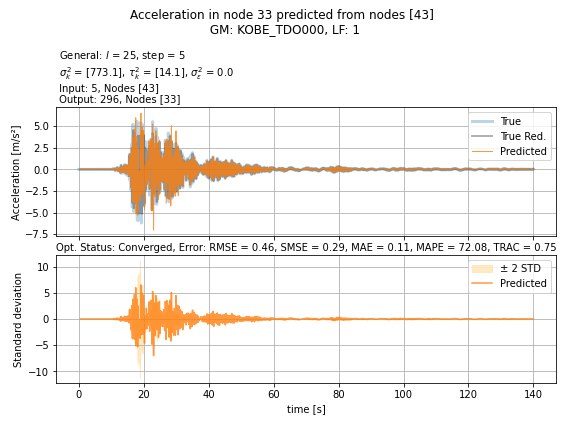 Acceleration in node 33 predicted from nodes [43]
GM: KOBE_TDO000, LF: 1
General: l = 25, step = 5
σ²ₖ = [773.1], τ²ₖ = [14.1], σ²ε = 0.0
Input: 5, Nodes [43]
Output: 296, Nodes [33]
Acceleration [m/s²]
5.0
2.5
0.0
−2.5
−5.0
−7.5
True
True Red.
Predicted
Opt. Status: Converged, Error: RMSE = 0.46, SMSE = 0.29, MAE = 0.11, MAPE = 72.08, TRAC = 0.75
Standard deviation
10
5
0
−5
−10
± 2 STD
Predicted
0 20 40 60 80 100 120 140
time [s]